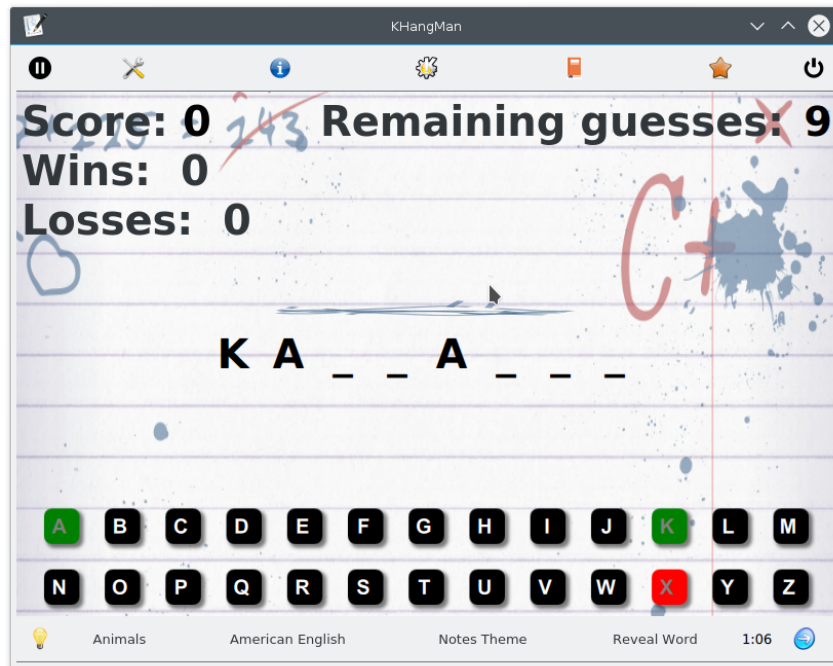 KHangMan
Score: 0 Remaining guesses: 9
Wins: 0
Losses: 0
243
C+
K A _ _ A _ _ _
A B C D E F G H I J K L M
N O P Q R S T U V W X Y Z
Animals American English Notes Theme Reveal Word 1:06